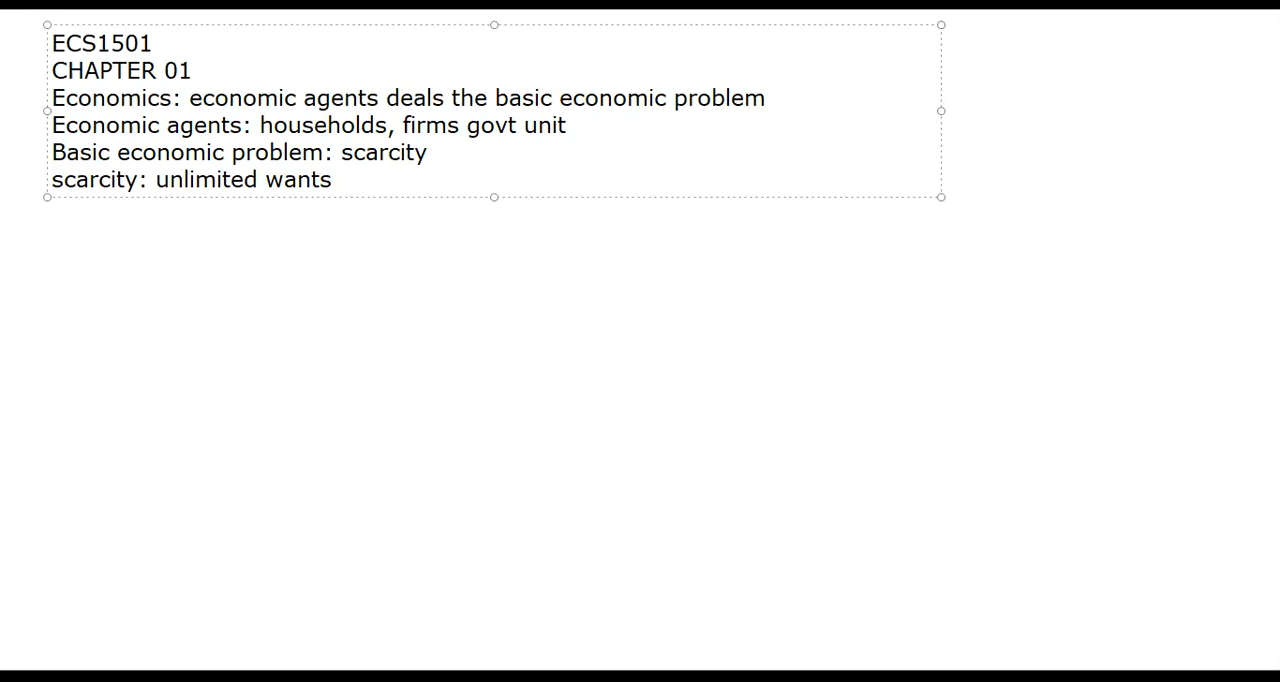 ECS1501
CHAPTER 01
Economics: economic agents deals the basic economic problem
Economic agents: households, firms govt unit
Basic economic problem: scarcity
scarcity: unlimited wants